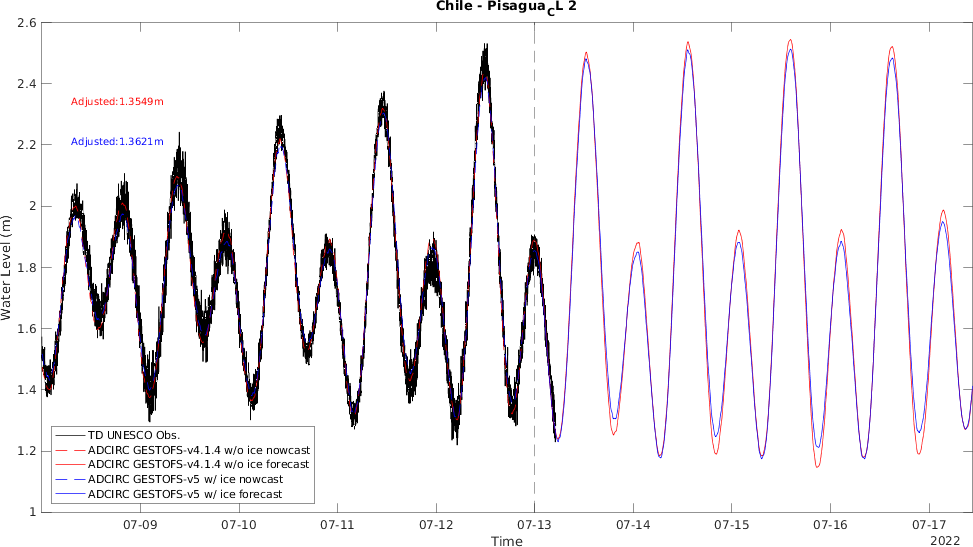 Chile - Pisagua_CL 2
2.6
2.4
2.2
2
1.8
1.6
1.4
1.2
1
Water Level (m)
Adjusted:1.3549m
Adjusted:1.3621m
TD UNESCO Obs.
ADCIRC GESTOFS-v4.1.4 w/o ice nowcast
ADCIRC GESTOFS-v4.1.4 w/o ice forecast
ADCIRC GESTOFS-v5 w/ ice nowcast
ADCIRC GESTOFS-v5 w/ ice forecast
07-09 07-10 07-11 07-12 07-13 07-14 07-15 07-16 07-17
Time
2022